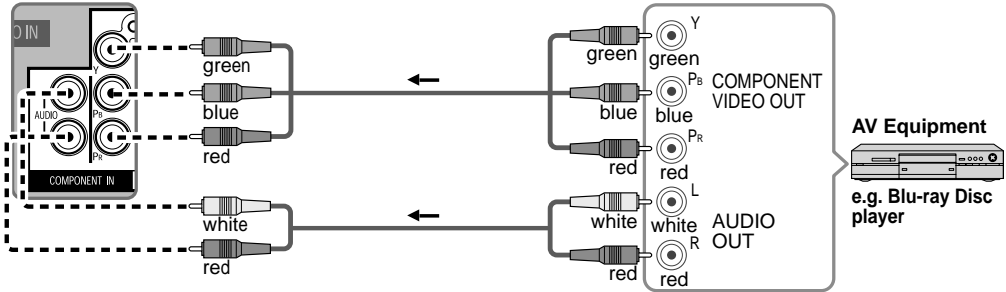 O IN
Y
AUDIO
PB
PR
COMPONENT IN
green
blue
red
white
red
green
blue
red
white
red
Y
green
PB
blue
PR
red
COMPONENT
VIDEO OUT
L
white
R
red
AUDIO
OUT
AV Equipment
e.g. Blu-ray Disc
player